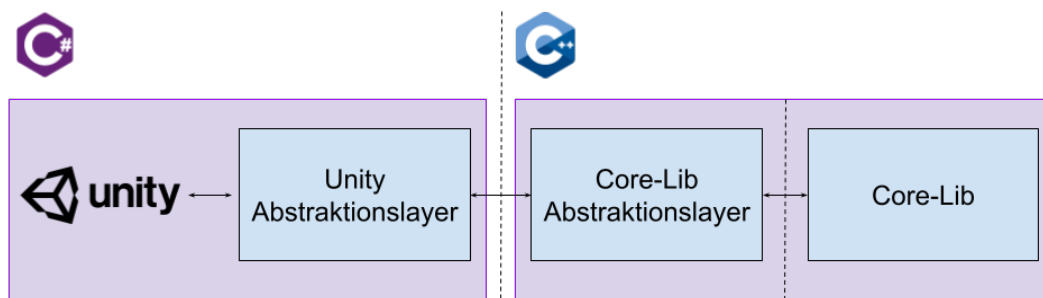 C#
C++
unity
Unity
Abstraktionslayer
Core-Lib
Abstraktionslayer
Core-Lib